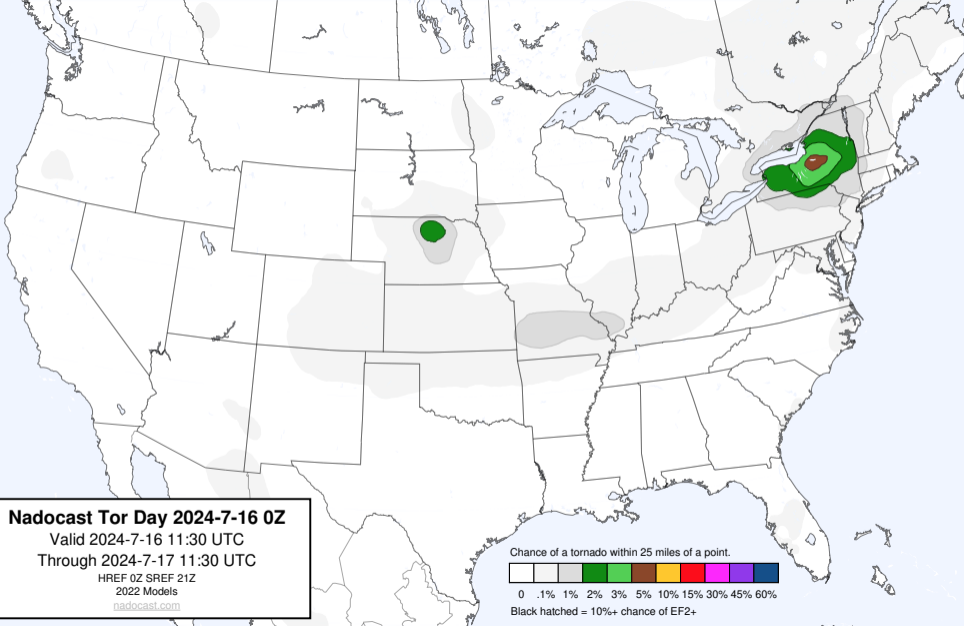 Nadocast Tor Day 2024-7-16 0Z
Valid 2024-7-16 11:30 UTC
Through 2024-7-17 11:30 UTC
HREF 0Z SREF 21Z
2022 Models
nadocast.com
Chance of a tornado within 25 miles of a point.
0 .1% 1% 2% 3% 5% 10% 15% 30% 45% 60%
Black hatched = 10%+ chance of EF2+